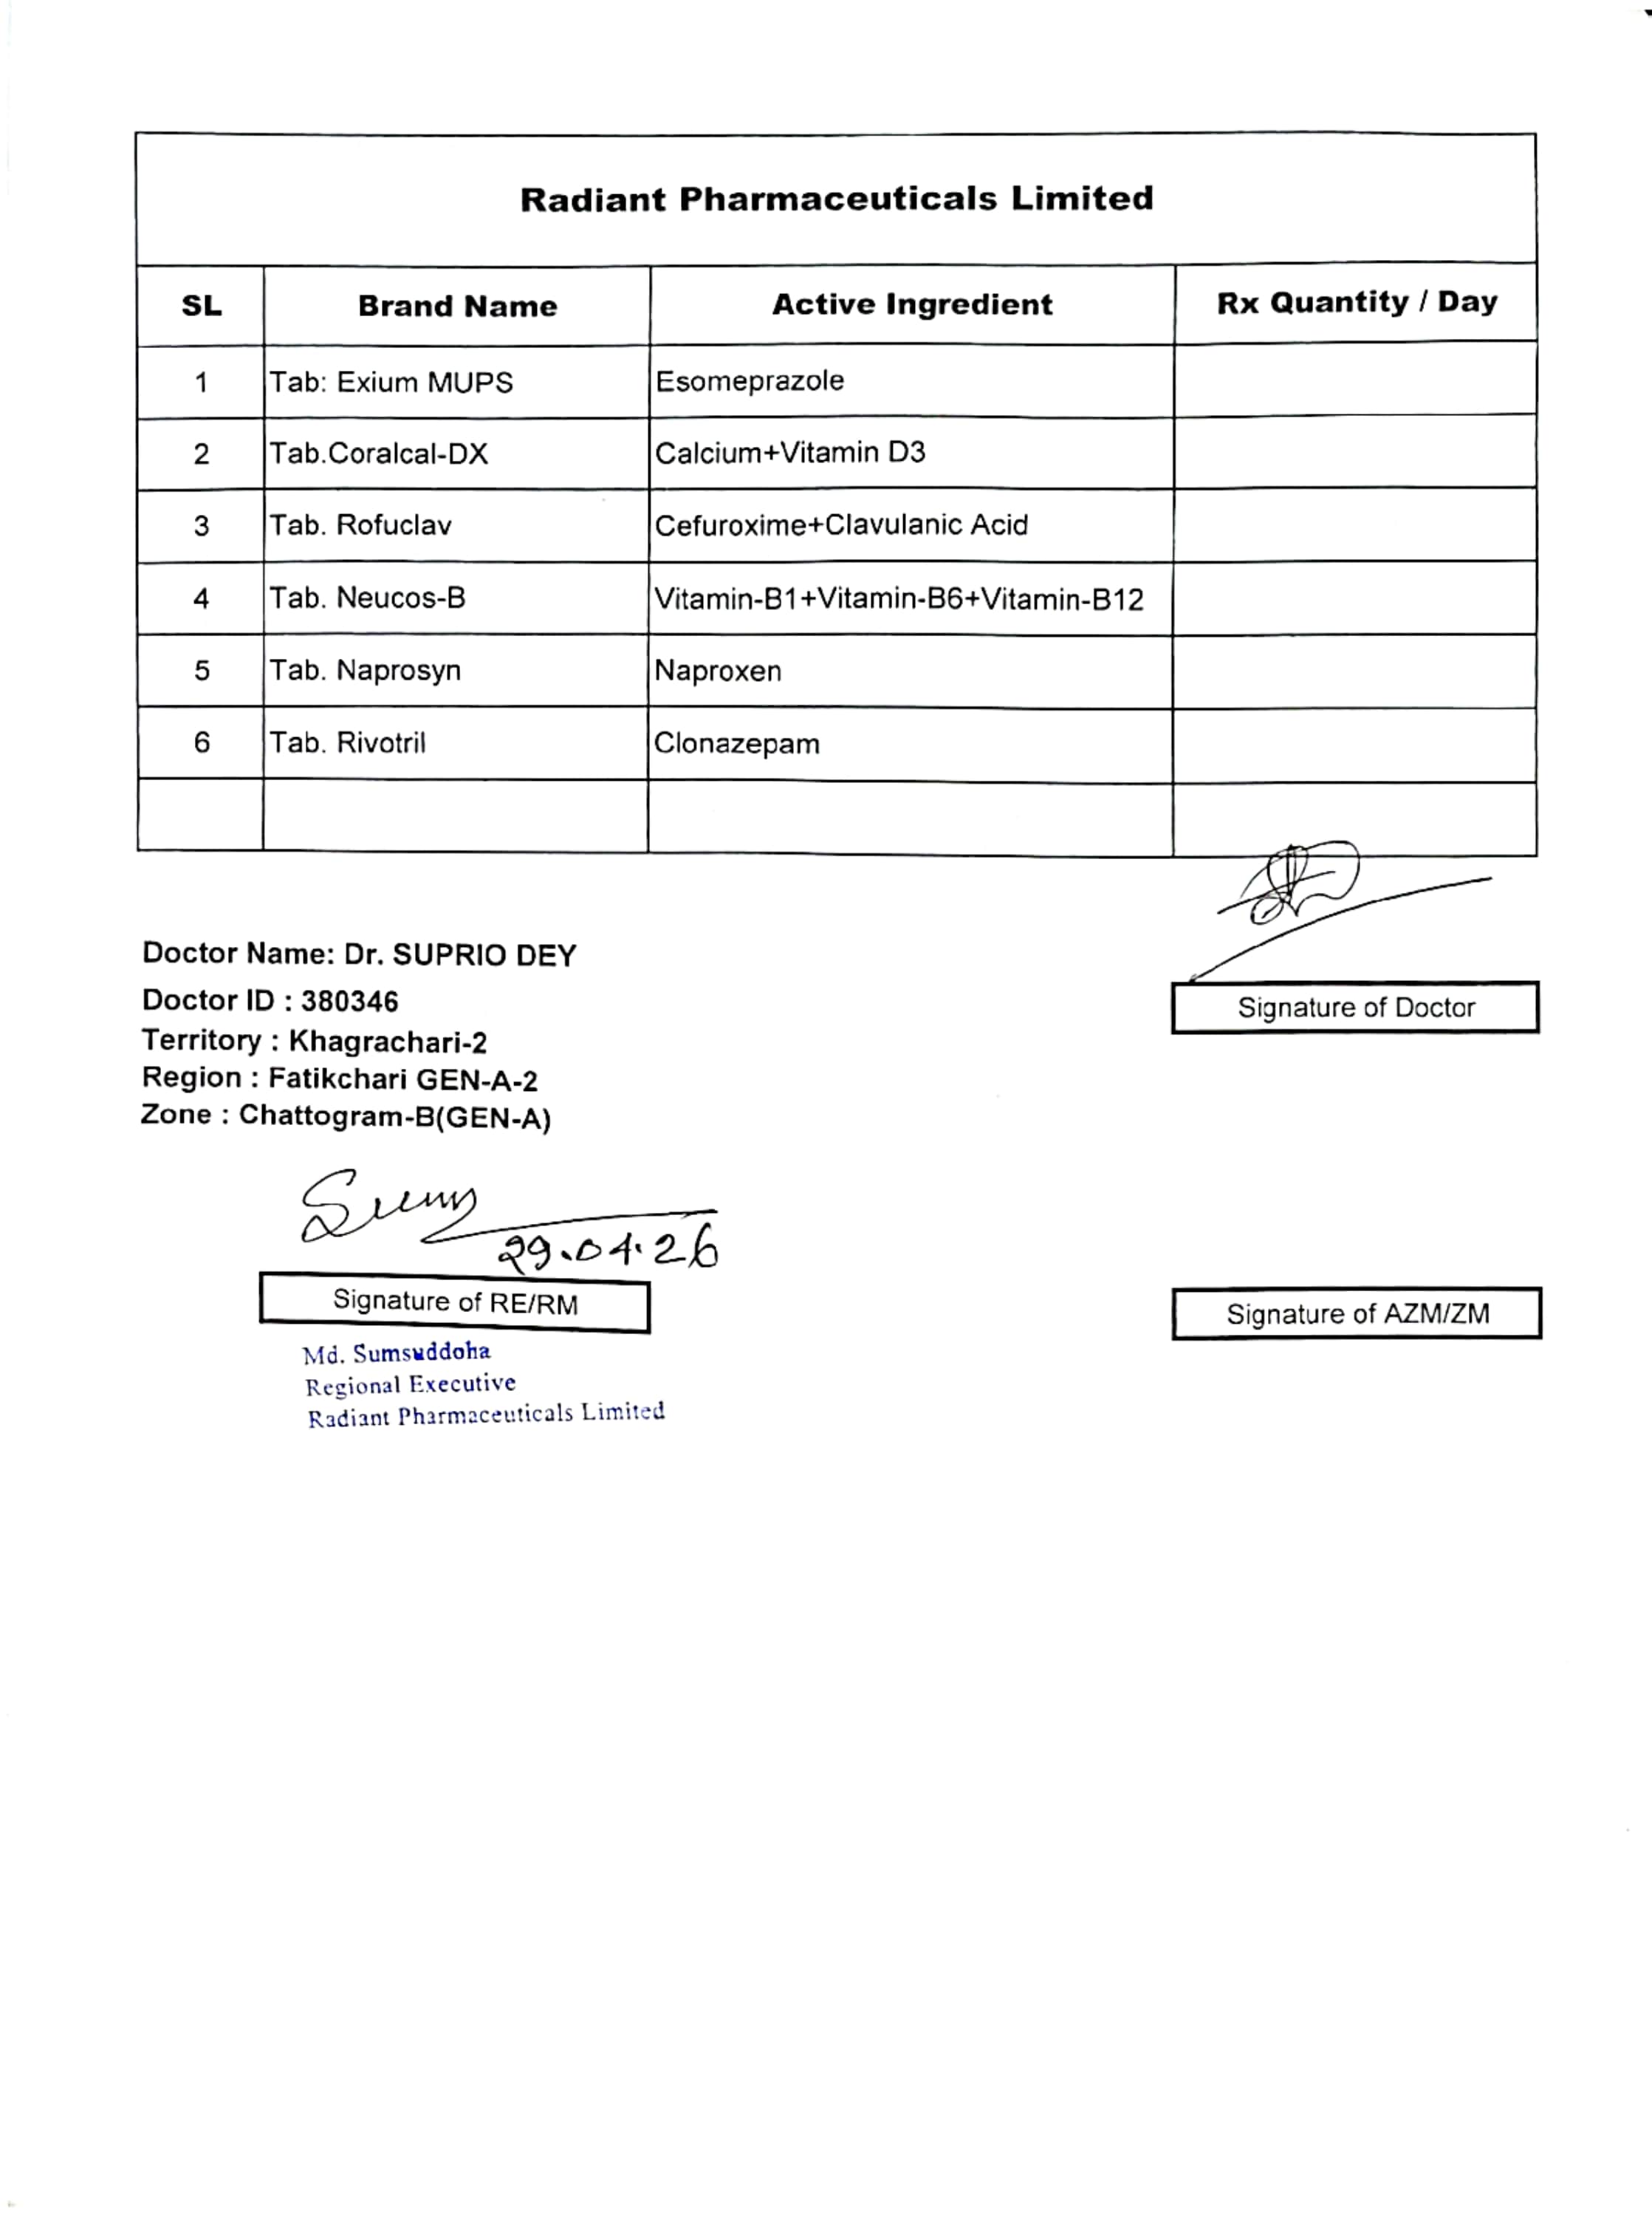 Radiant Pharmaceuticals Limited
SL Brand Name Active Ingredient Rx Quantity / Day
1 Tab: Exium MUPS Esomeprazole
2 Tab.Coralcal-DX Calcium+Vitamin D3
3 Tab. Rofuclav Cefuroxime+Clavulanic Acid
4 Tab. Neucos-B Vitamin-B1+Vitamin-B6+Vitamin-B12
5 Tab. Naprosyn Naproxen
6 Tab. Rivotril Clonazepam
Doctor Name: Dr. SUPRIO DEY
Doctor ID : 380346
Signature of Doctor
Territory : Khagrachari-2
Region : Fatikchari GEN-A-2
Zone : Chattogram-B(GEN-A)
29.04.26
Signature of RE/RM
Signature of AZM/ZM
Md. Sumsuddoha
Regional Executive
Radiant Pharmaceuticals Limited